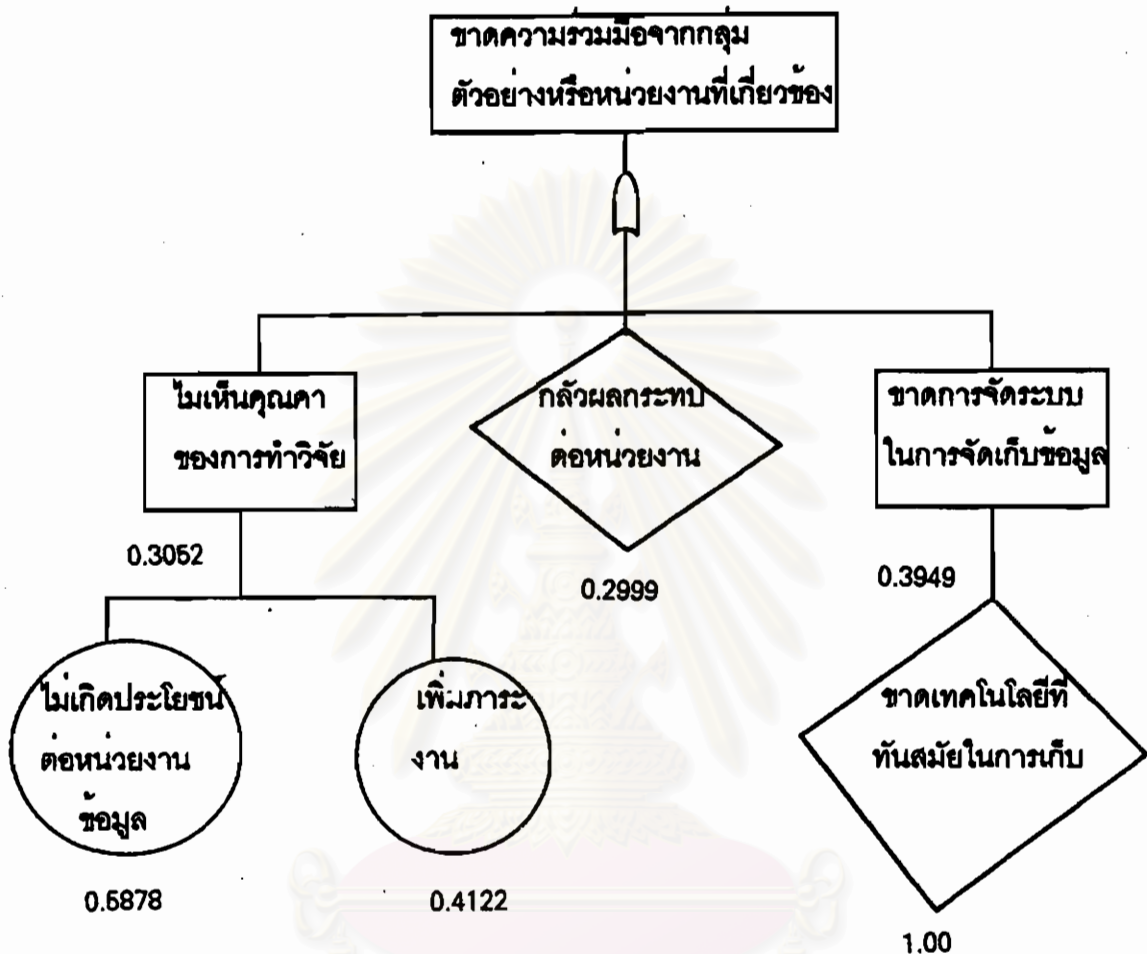 ขาดความร่วมมือจากกลุ่ม
ตัวอย่างหรือหน่วยงานที่เกี่ยวข้อง
ไม่เห็นคุณค่า
ของการทำวิจัย
กลัวผลกระทบ
ต่อหน่วยงาน
ขาดการจัดระบบ
ในการจัดเก็บข้อมูล
0.3052
0.2999
0.3949
ไม่เกิดประโยชน์
ต่อหน่วยงาน
ข้อมูล
เพิ่มภาระ
งาน
ขาดเทคโนโลยีที่
ทันสมัยในการเก็บ
0.5878
0.4122
1.00